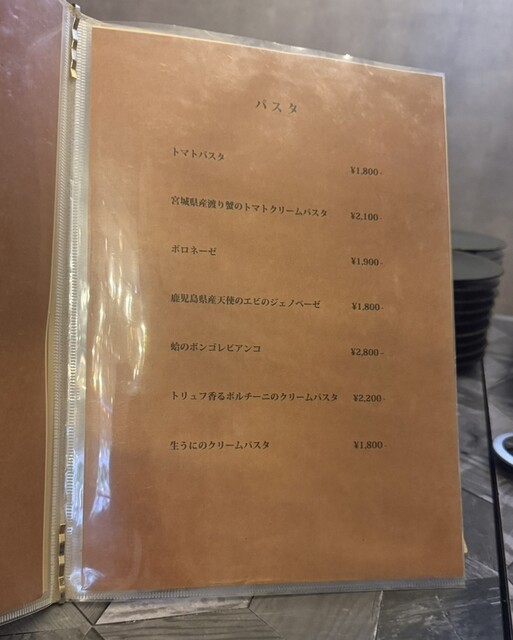 パスタ
トマトパスタ
¥1,800-
宮城県産渡り蟹のトマトクリームパスタ
¥2,100-
ボロネーゼ
¥1,900-
鹿児島県産天使のエビのジェノベーゼ
¥1,800-
蛤のボンゴレビアンコ
¥2,800-
トリュフ香るポルチーニのクリームパスタ
¥2,200-
生うにのクリームパスタ
¥1,800-